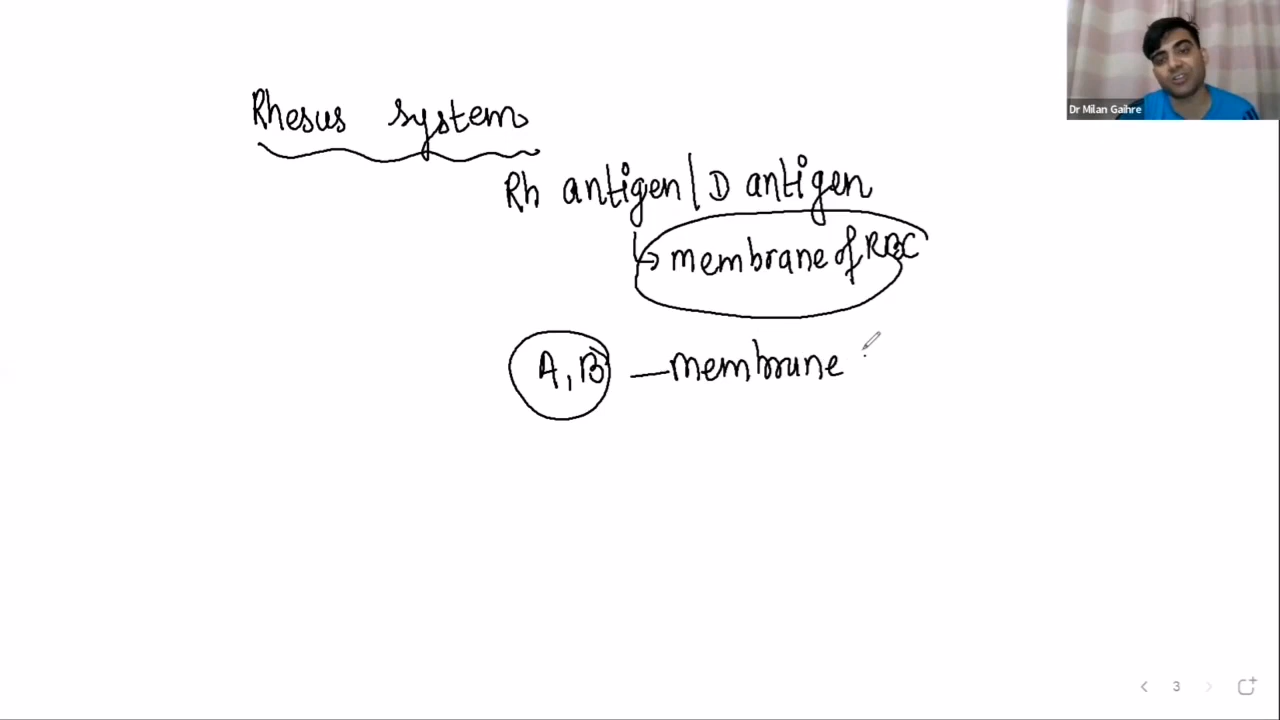 Dr Milan Gaihre
Rhesus system
Rh antigen/D antigen
↳ membrane of RBC
A, B — membrane
3